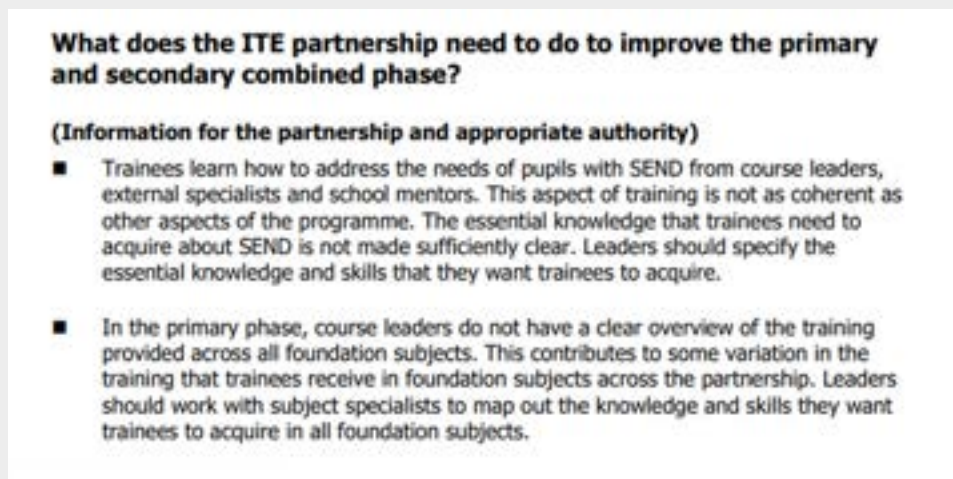 What does the ITE partnership need to do to improve the primary
and secondary combined phase?
(Information for the partnership and appropriate authority)
■ Trainees learn how to address the needs of pupils with SEND from course leaders,
external specialists and school mentors. This aspect of training is not as coherent as
other aspects of the programme. The essential knowledge that trainees need to
acquire about SEND is not made sufficiently clear. Leaders should specify the
essential knowledge and skills that they want trainees to acquire.
■ In the primary phase, course leaders do not have a clear overview of the training
provided across all foundation subjects. This contributes to some variation in the
training that trainees receive in foundation subjects across the partnership. Leaders
should work with subject specialists to map out the knowledge and skills they want
trainees to acquire in all foundation subjects.